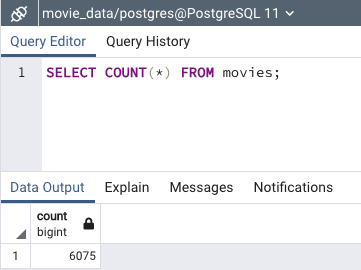 movie_data/postgres@PostgreSQL 11
Query Editor Query History
1 SELECT COUNT(*) FROM movies;
Data Output Explain Messages Notifications
count
bigint
1 6075